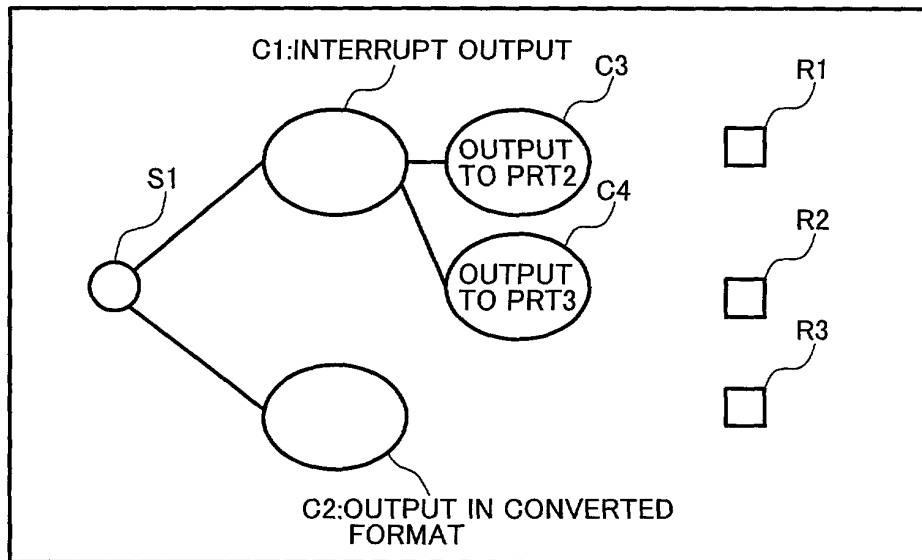 C1:INTERRUPT OUTPUT
C3
R1
OUTPUT
TO PRT2
S1
C4
R2
OUTPUT
TO PRT3
R3
C2:OUTPUT IN CONVERTED
FORMAT